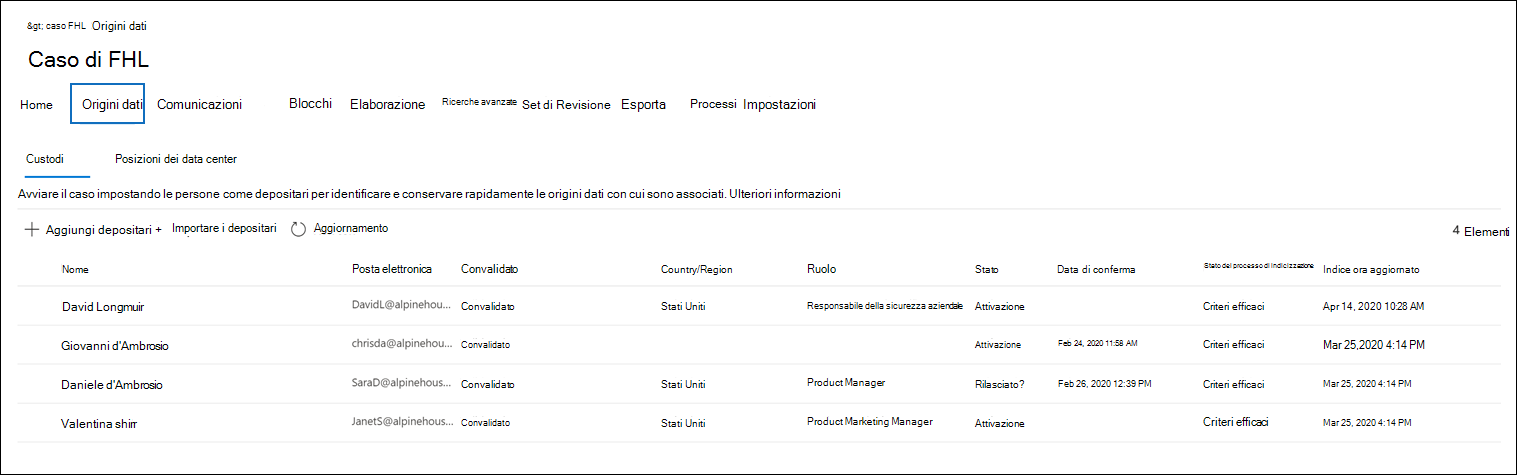 &gt; caso FHL Origini dati
Caso di FHL
Home Origini dati Comunicazioni Blocchi Elaborazione Ricerche avanzate Set di Revisione Esporta Processi Impostazioni
Custodi Posizioni dei data center
Avviare il caso impostando le persone come depositari per identificare e conservare rapidamente le origini dati con cui sono associati. Ulteriori informazioni
Aggiungi depositari + Importare i depositari Aggiornamento 4 Elementi
Nome Posta elettronica Convalidato Country/Region Ruolo Stato Data di conferma Stato del processo di indicizzazione Indice ora aggiornato
David Longmuir DavidL@alpinehou... Convalidato Stati Uniti Responsabile della sicurezza aziendale Attivazione Criteri efficaci Apr 14, 2020 10:28 AM
Giovanni d'Ambrosio chrisda@alpinehou... Convalidato Attivazione Feb 24, 2020 11:58 AM Criteri efficaci Mar 25,2020 4:14 PM
Daniele d'Ambrosio SaraD@alpinehous... Convalidato Stati Uniti Product Manager Rilasciato? Feb 26, 2020 12:39 PM Criteri efficaci Mar 25, 2020 4:14 PM
Valentina shirr JanetS@alpinehous... Convalidato Stati Uniti Product Marketing Manager Attivazione Criteri efficaci Mar 25, 2020 4:14 PM